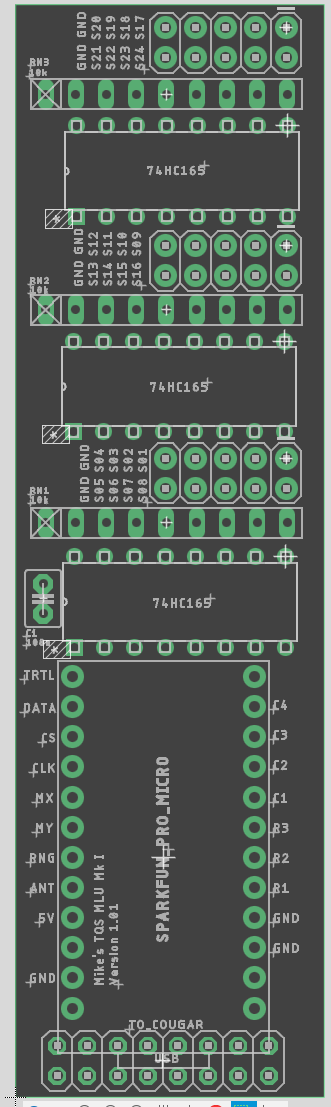 GND GND
S21 S20
S22 S19
S23 S18
S24 S17
RN3
10k
74HC165
GND GND
S13 S12
S14 S11
S15 S10
S16 S09
RN2
10k
74HC165
GND GND
S05 S04
S06 S03
S07 S02
S08 S01
RN1
10k
74HC165
C1
TRTL
DATA
CS
CLK
MX
MY
RNG
ANT
5V
GND
C4
C3
C2
C1
R3
R2
R1
GND
GND
SPARKFUN_PRO_MICRO
Mike's TQS MLU Mk I
Version 1.01
TO_COUGAR
USB